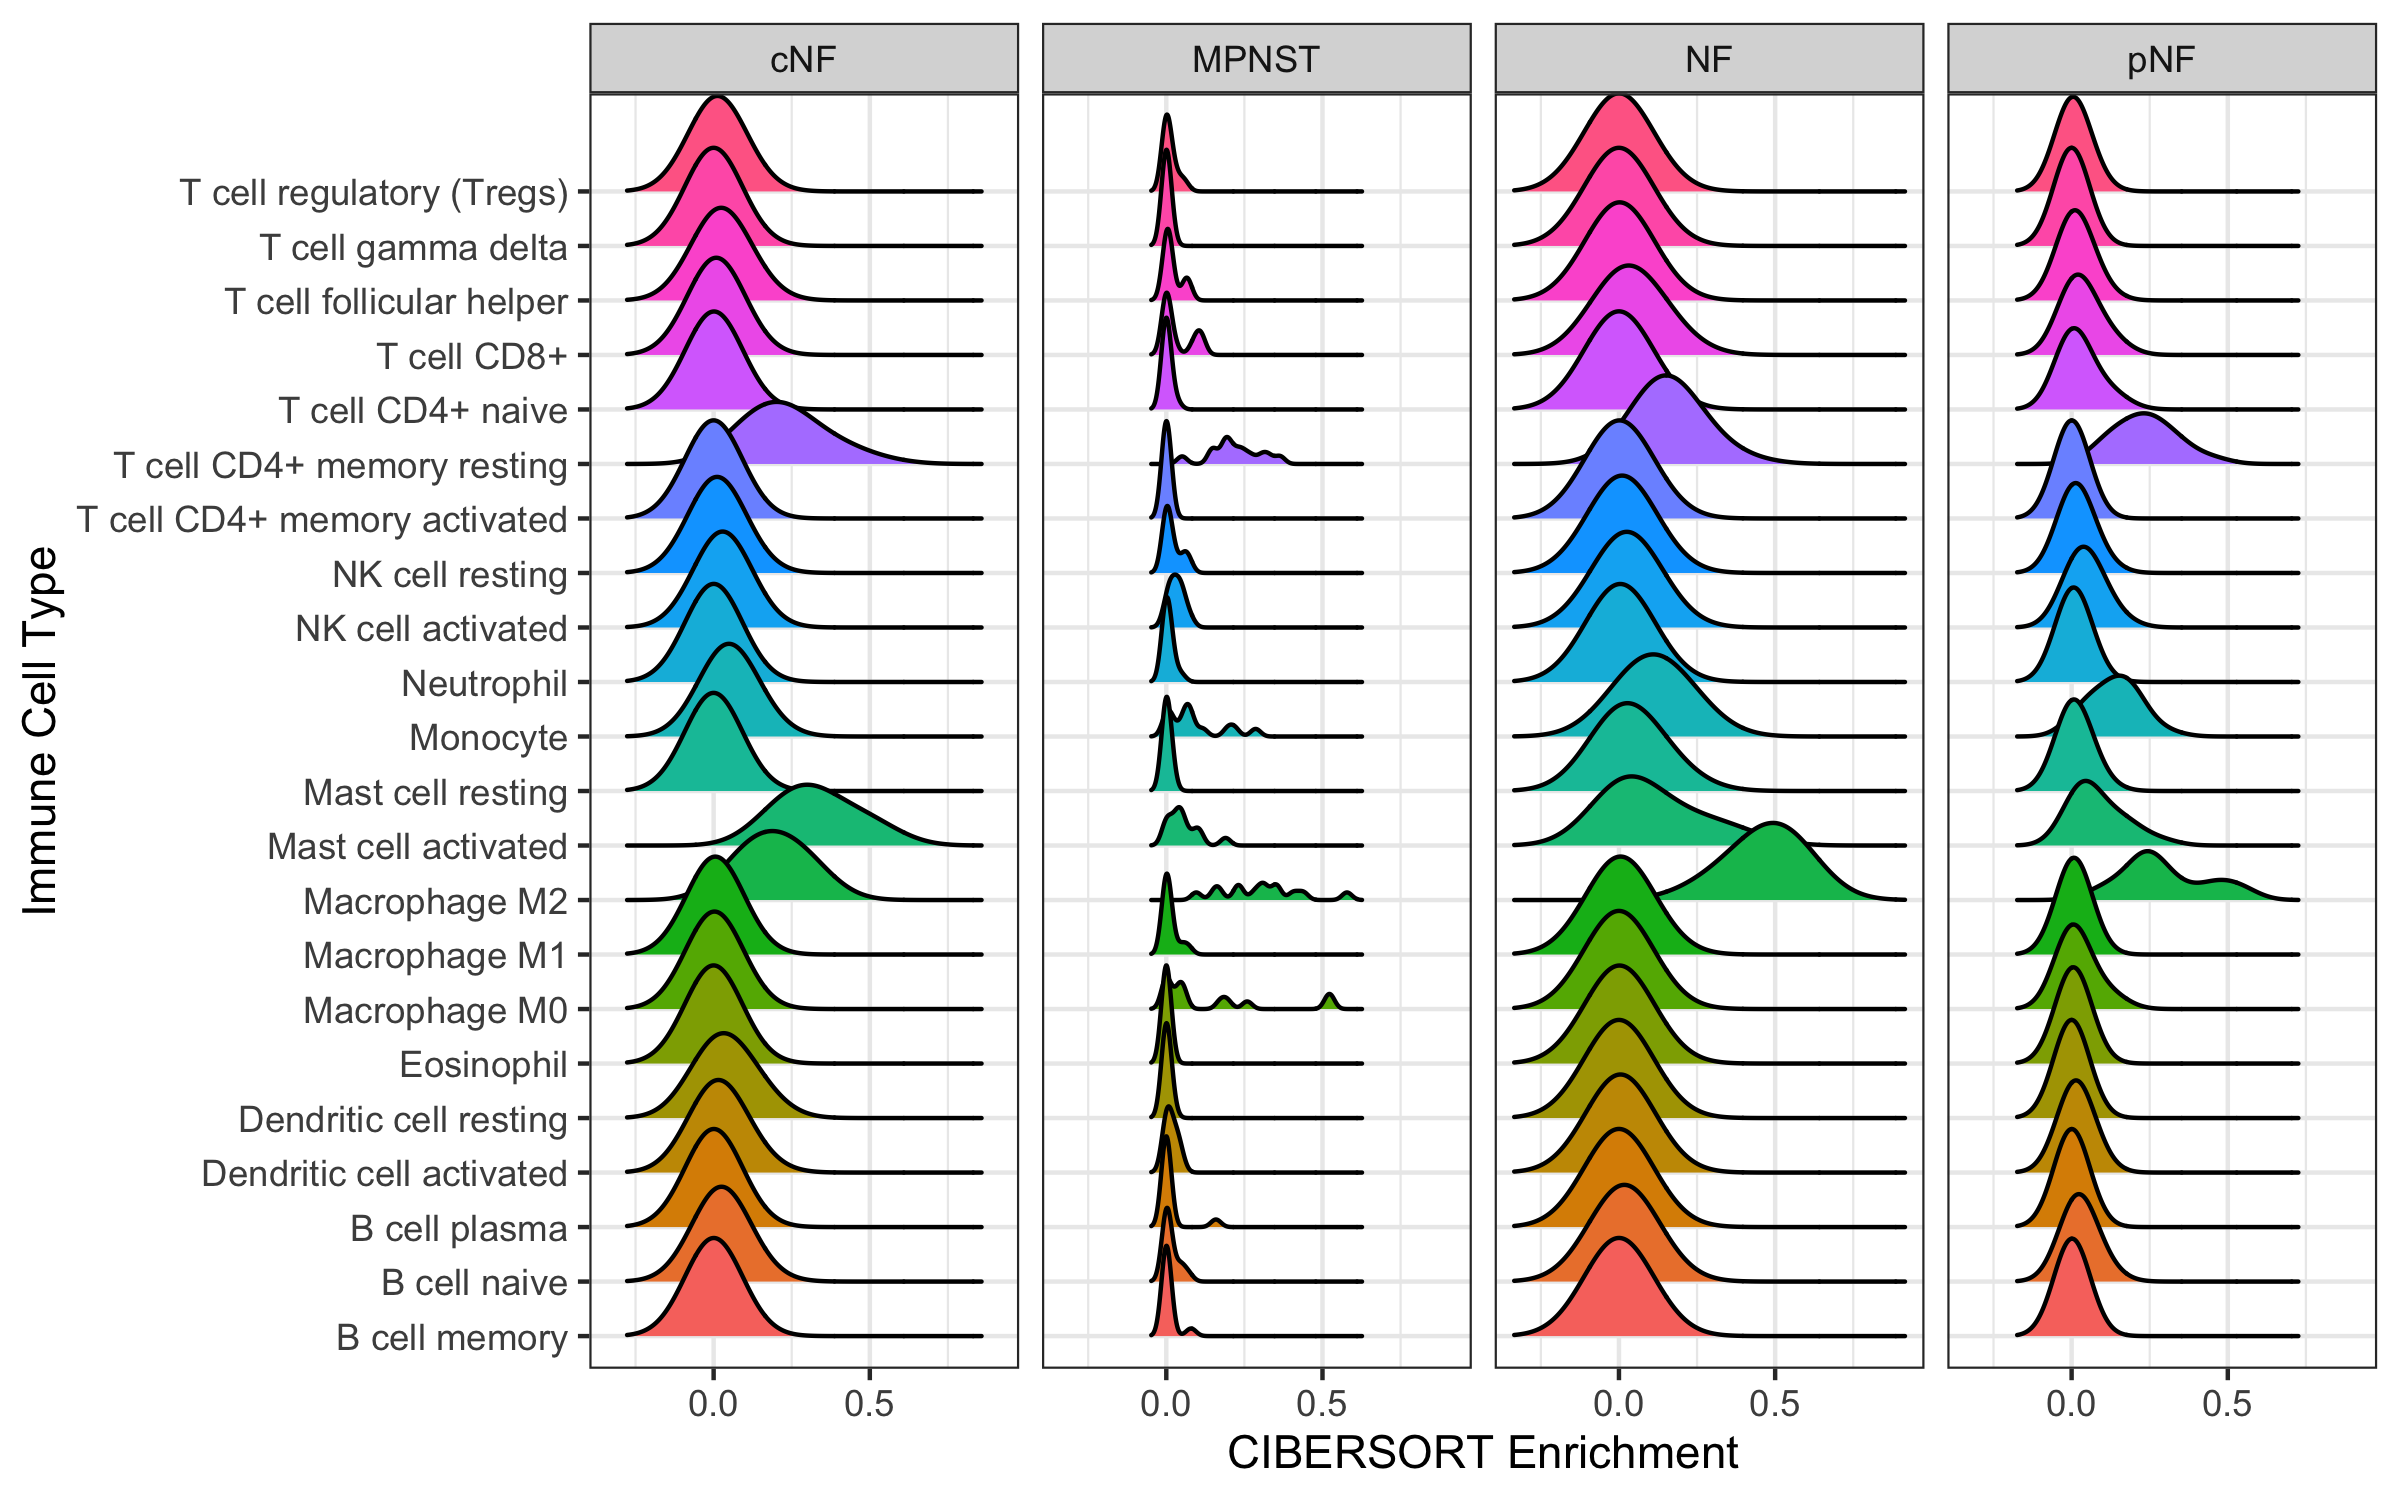 cNF MPNST NF pNF
T cell regulatory (Tregs)
T cell gamma delta
T cell follicular helper
T cell CD8+
T cell CD4+ naive
T cell CD4+ memory resting
T cell CD4+ memory activated
NK cell resting
NK cell activated
Neutrophil
Monocyte
Mast cell resting
Mast cell activated
Macrophage M2
Macrophage M1
Macrophage M0
Eosinophil
Dendritic cell resting
Dendritic cell activated
B cell plasma
B cell naive
B cell memory
Immune Cell Type
0.0 0.5 0.0 0.5 0.0 0.5 0.0 0.5
CIBERSORT Enrichment